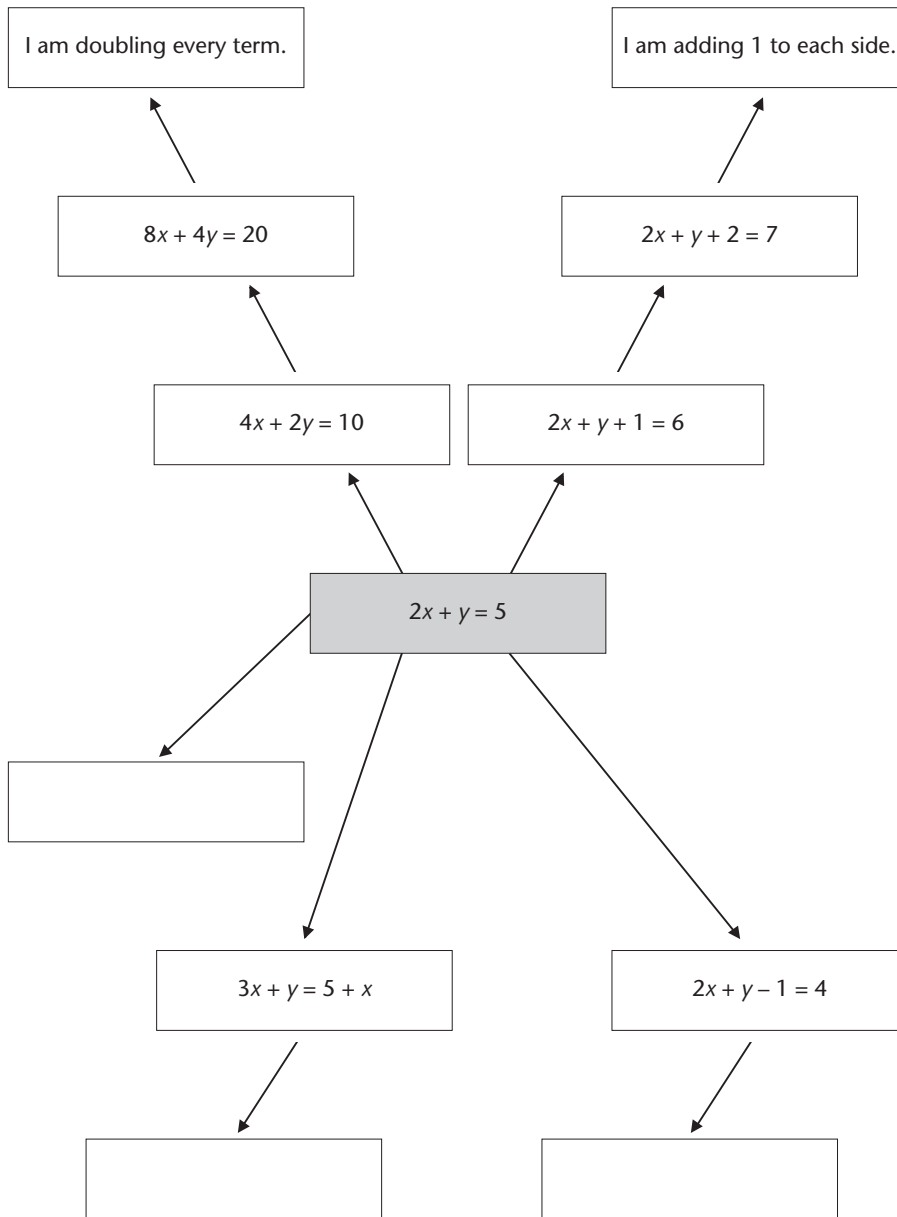 I am doubling every term.
I am adding 1 to each side.
8x + 4y = 20
2x + y + 2 = 7
4x + 2y = 10
2x + y + 1 = 6
2x + y = 5
3x + y = 5 + x
2x + y – 1 = 4